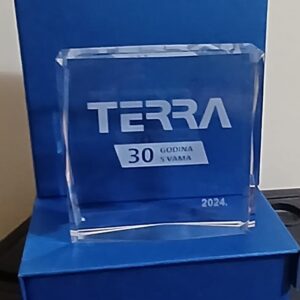 TERRA
30 GODINA
S VAMA
2024.